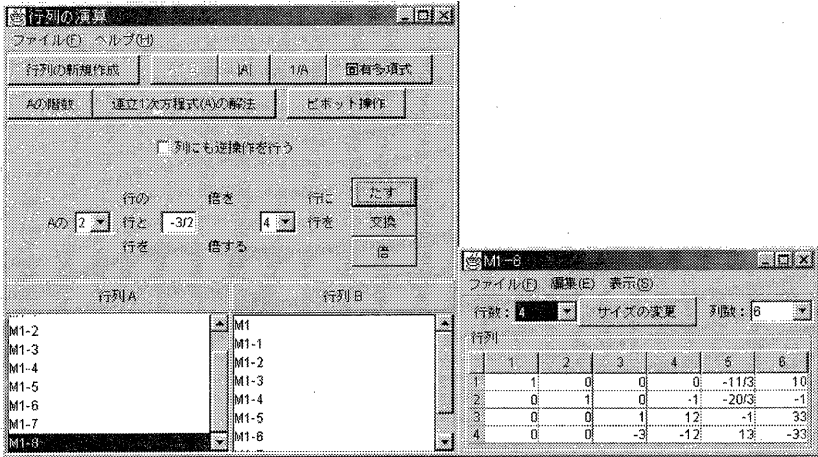 行列の演算
ファイル(F) ヘルプ(H)
行列の新規作成 |A| 1/A 固有多項式
Aの階数 連立1次方程式(A)の解法 ピボット操作
列にも逆操作を行う
行の 倍を 行に たす
Aの 2 行と -3/2 4 行を 交換
行を 倍する 倍
行列A 行列B
M1-2
M1-3
M1-4
M1-5
M1-6
M1-7
M1-8
M1
M1-1
M1-2
M1-3
M1-4
M1-5
M1-6
M1-8
ファイル(F) 編集(E) 表示(S)
行数: 4 サイズの変更 列数: 6
行列
1 2 3 4 5 6
1 1 0 0 0 -11/3 10
2 0 1 0 -1 -20/3 -1
3 0 0 1 12 -1 33
4 0 0 -3 -12 13 -33